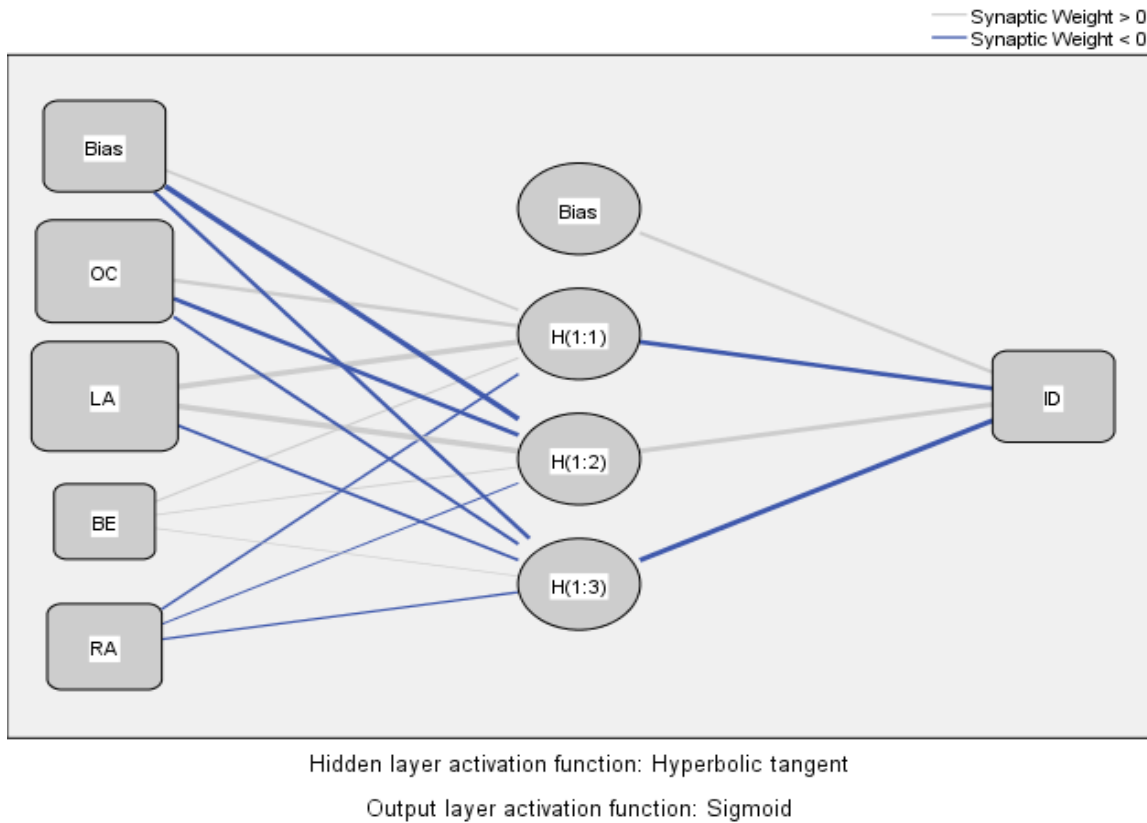 Synaptic Weight > 0
Synaptic Weight < 0
Bias
OC
LA
BE
RA
Bias
H(1:1)
H(1:2)
H(1:3)
ID
Hidden layer activation function: Hyperbolic tangent
Output layer activation function: Sigmoid